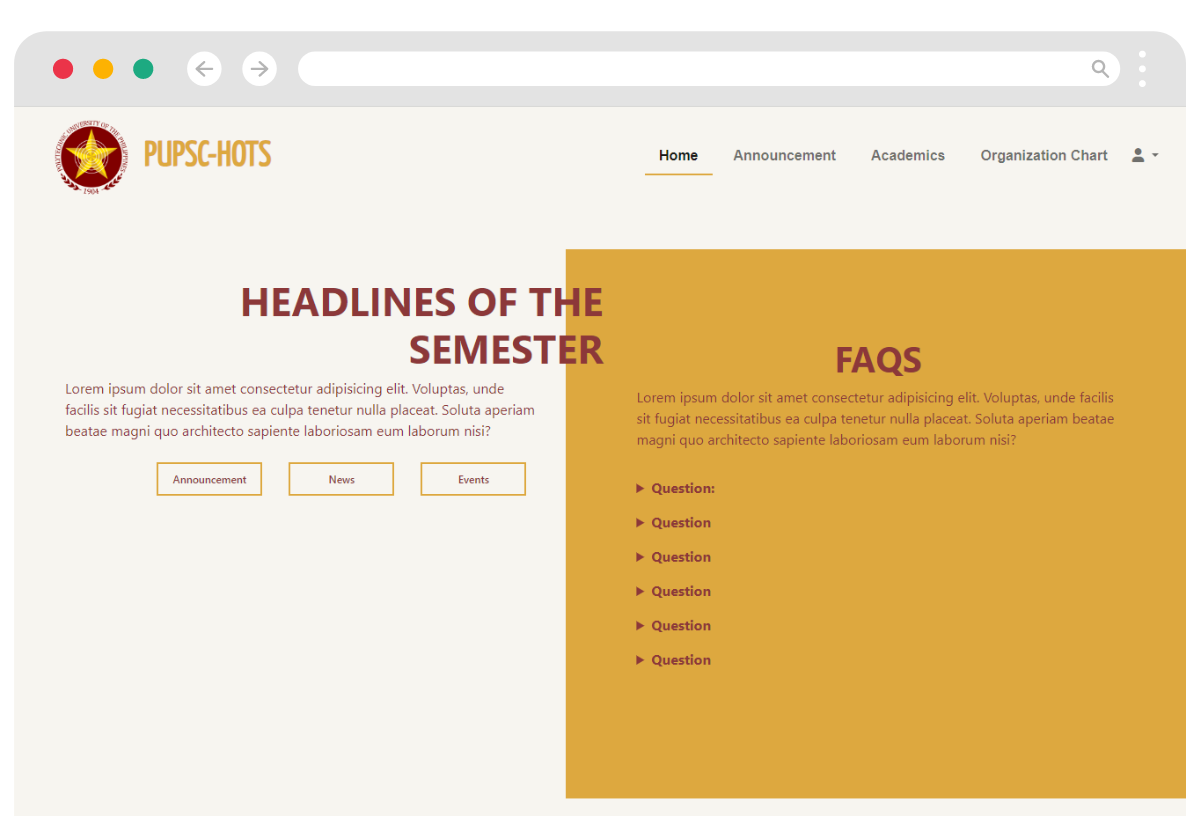 POLYTECHNIC UNIVERSITY OF THE PHILIPPINES
1904
PUPSC-HOTS
Home
Announcement
Academics
Organization Chart
HEADLINES OF THE
SEMESTER
Lorem ipsum dolor sit amet consectetur adipisicing elit. Voluptas, unde
facilis sit fugiat necessitatibus ea culpa tenetur nulla placeat. Soluta aperiam
beatae magni quo architecto sapiente laboriosam eum laborum nisi?
Announcement
News
Events
FAQS
Lorem ipsum dolor sit amet consectetur adipisicing elit. Voluptas, unde facilis
sit fugiat necessitatibus ea culpa tenetur nulla placeat. Soluta aperiam beatae
magni quo architecto sapiente laboriosam eum laborum nisi?
Question:
Question
Question
Question
Question
Question